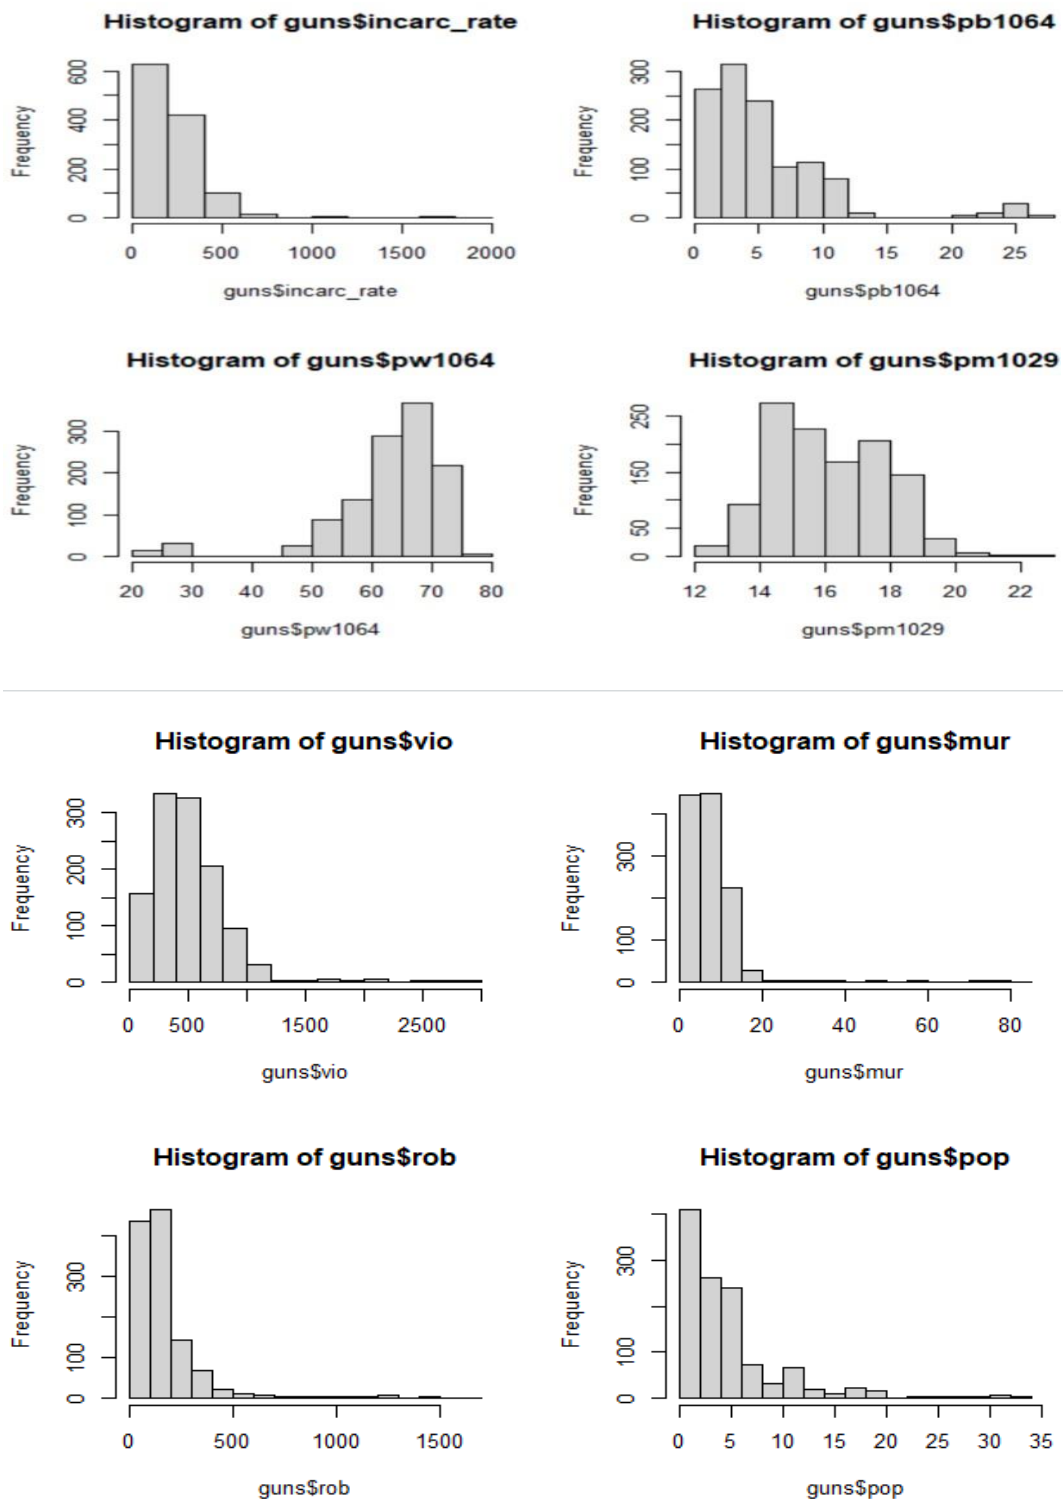 Histogram of guns$incarc_rate
Frequency
0 200 400 600
0 500 1000 1500 2000
guns$incarc_rate
Histogram of guns$pb1064
Frequency
0 100 200 300
0 5 10 15 20 25
guns$pb1064
Histogram of guns$pw1064
Frequency
0 100 200 300
20 30 40 50 60 70 80
guns$pw1064
Histogram of guns$pm1029
Frequency
0 50 150 250
12 14 16 18 20 22
guns$pm1029
Histogram of guns$vio
Frequency
0 100 200 300
0 500 1500 2500
guns$vio
Histogram of guns$mur
Frequency
0 100 300
0 20 40 60 80
guns$mur
Histogram of guns$rob
Frequency
0 100 300
0 500 1000 1500
guns$rob
Histogram of guns$pop
Frequency
0 100 300
0 5 10 15 20 25 30 35
guns$pop